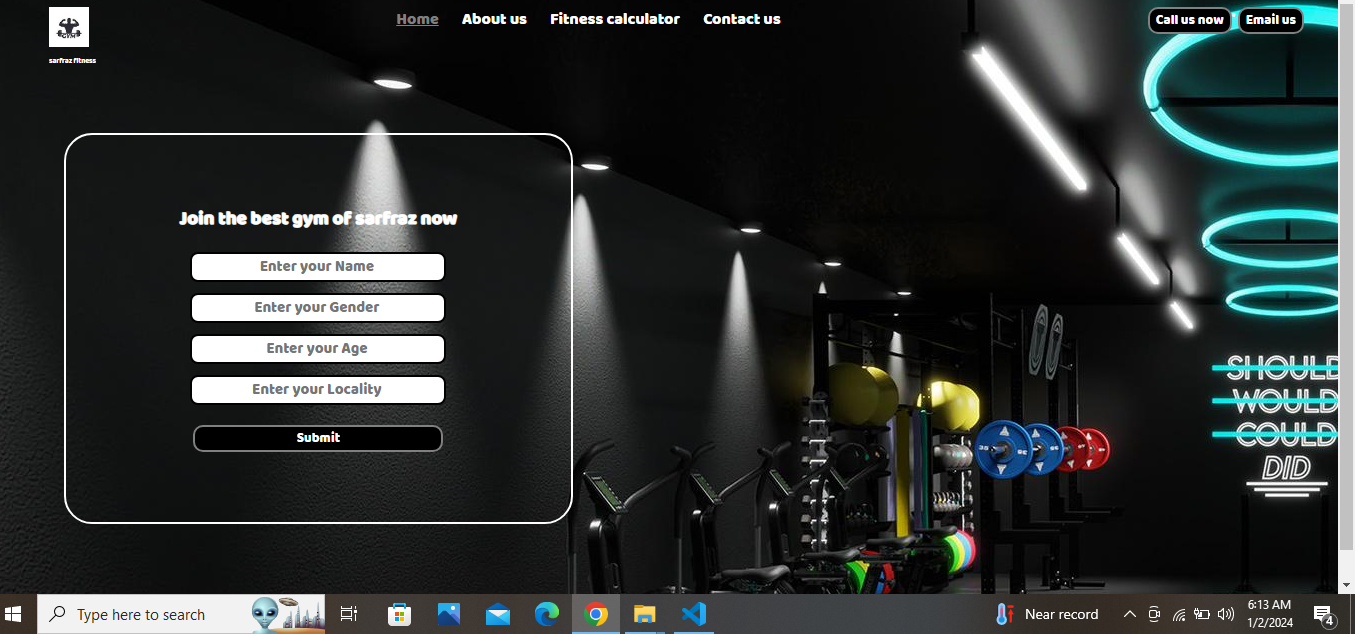 Home About us Fitness calculator Contact us Call us now Email us
GYM
sarfraz fitness
Join the best gym of sarfraz now
Enter your Name
Enter your Gender
Enter your Age
Enter your Locality
Submit
SHOULD
WOULD
COULD
DID
Type here to search
Near record
6:13 AM
1/2/2024
4